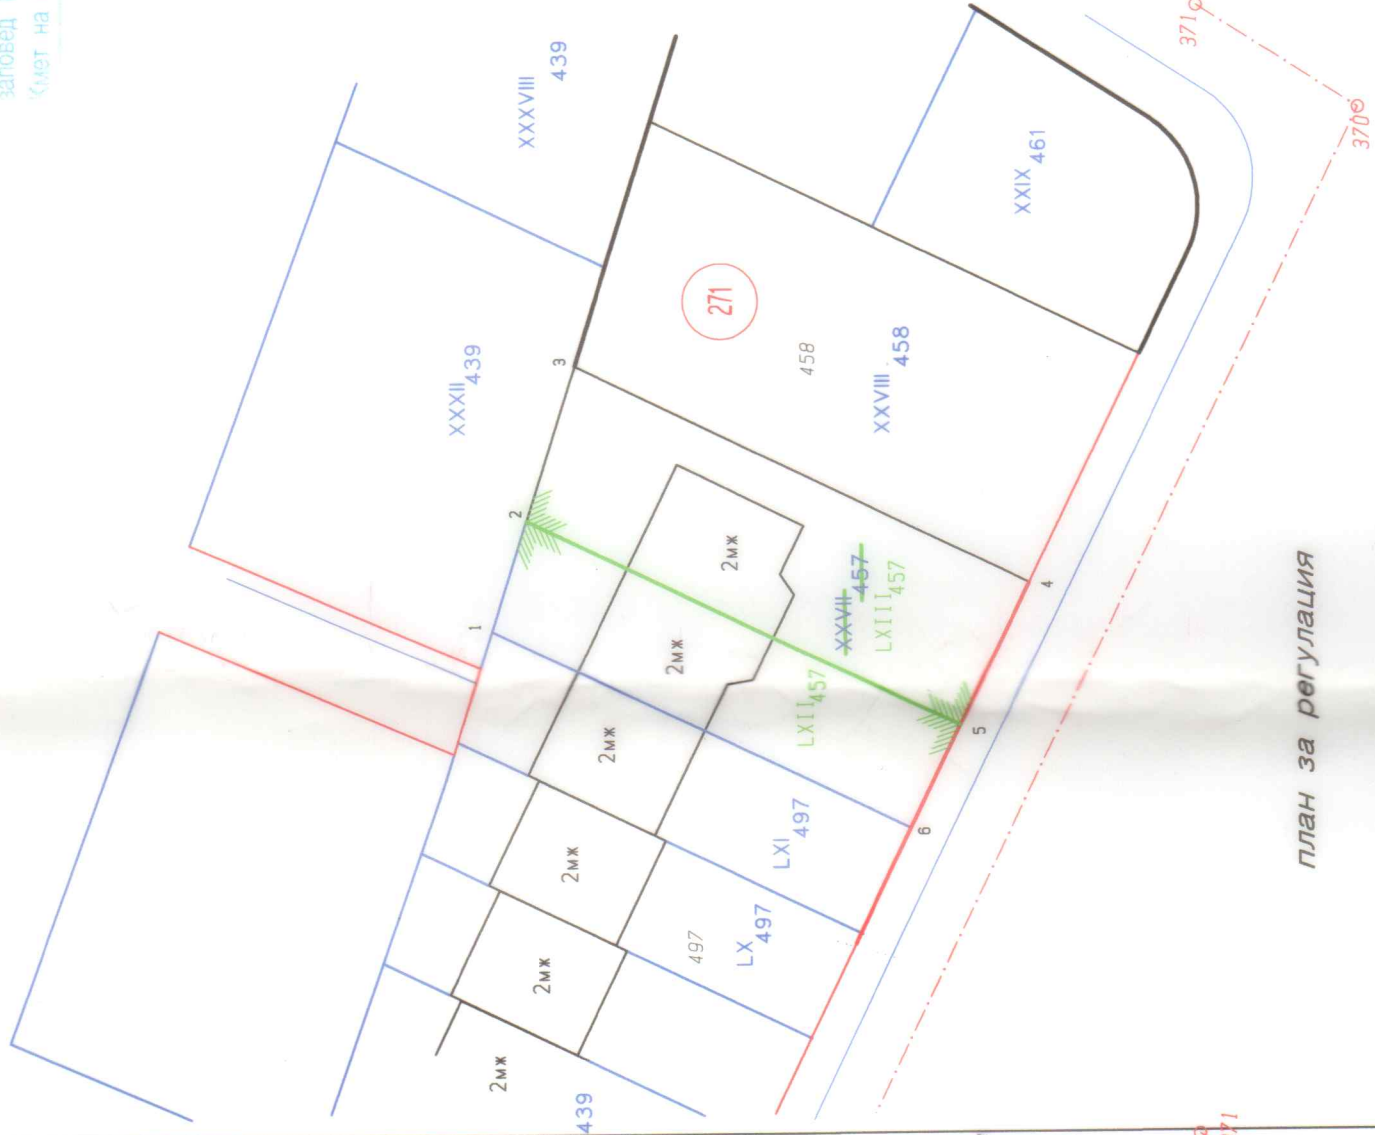 заповед
Кмет на
371
370
XXXVIII 439
XXIX 461
271
XXXII 439
3
458
XXVIII 458
2
2мж
XXVII 457
LXIII 457
4
1
2мж
LXII 457
5
2мж
LXI 497
6
2мж
497
LX 497
2мж
2мж
439
план за регулация